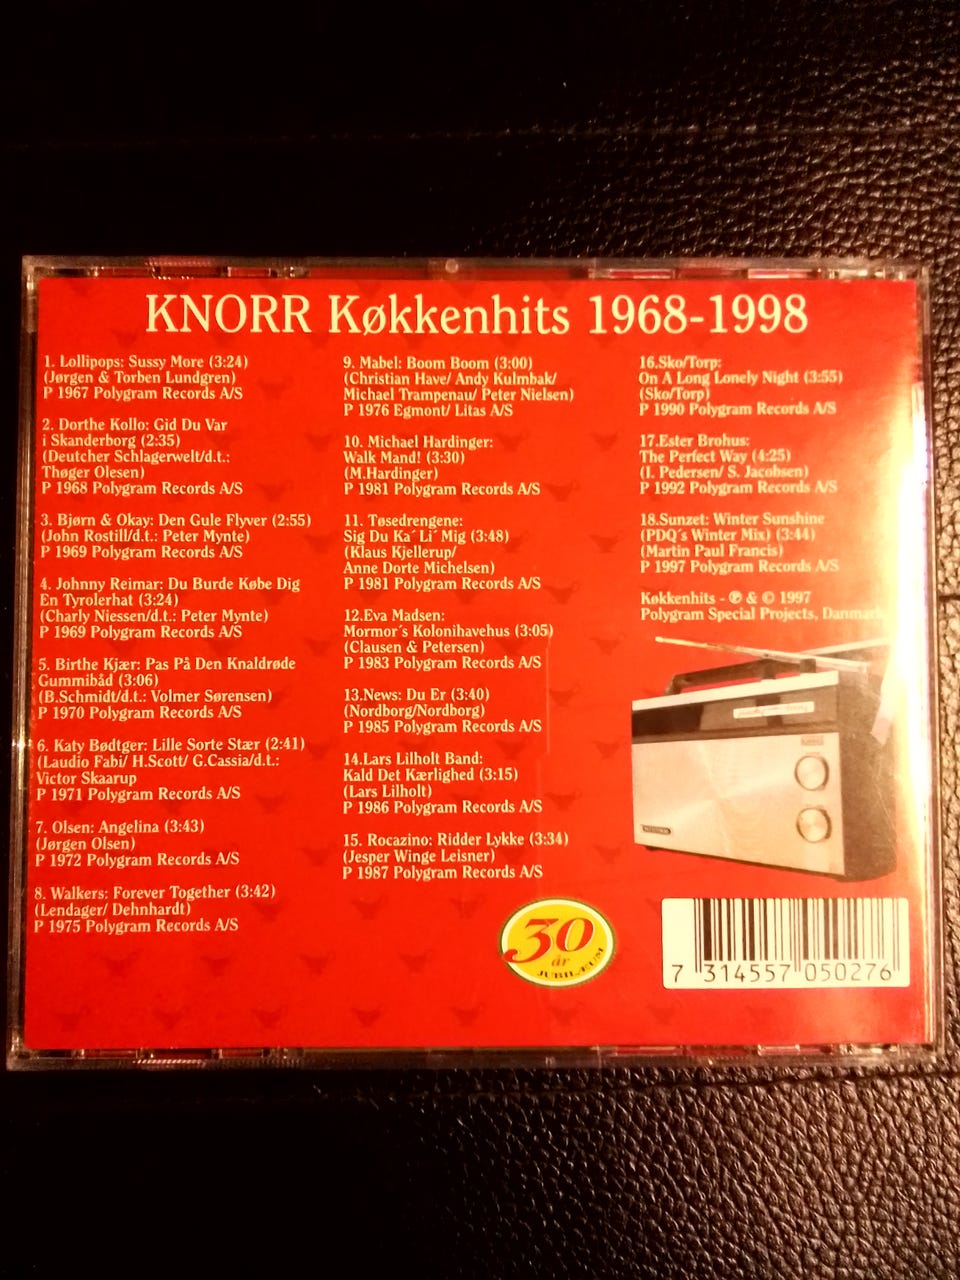 KNORR Køkkenhits 1968-1998
1. Lollipops: Sussy More (3:24)
(Jørgen & Torben Lundgren)
P 1967 Polygram Records A/S
2. Dorthe Kollo: Gid Du Var
i Skanderborg (2:35)
(Deutcher Schlagerwelt/d.t.:
Thøger Olesen)
P 1968 Polygram Records A/S
3. Bjørn & Okay: Den Gule Flyver (2:55)
(John Rostill/d.t.: Peter Mynte)
P 1969 Polygram Records A/S
4. Johnny Reimar: Du Burde Købe Dig
En Tyrolerhat (3:24)
(Charly Niessen/d.t.: Peter Mynte)
P 1969 Polygram Records A/S
5. Birthe Kjær: Pas På Den Knaldrøde
Gummibåd (3:06)
(B.Schmidt/d.t.: Volmer Sørensen)
P 1970 Polygram Records A/S
6. Katy Bødtger: Lille Sorte Stær (2:41)
(Laudio Fabi/ H.Scott/ G.Cassia/d.t.:
Victor Skaarup
P 1971 Polygram Records A/S
7. Olsen: Angelina (3:43)
(Jørgen Olsen)
P 1972 Polygram Records A/S
8. Walkers: Forever Together (3:42)
(Lendager/ Dehnhardt)
P 1975 Polygram Records A/S
9. Mabel: Boom Boom (3:00)
(Christian Have/ Andy Kulmbak/
Michael Trampenau/ Peter Nielsen)
P 1976 Egmont/ Litas A/S
10. Michael Hardinger:
Walk Mand! (3:30)
(M.Hardinger)
P 1981 Polygram Records A/S
11. Tøsedrengene:
Sig Du Ka´ Li´ Mig (3:48)
(Klaus Kjellerup/
Anne Dorte Michelsen)
P 1981 Polygram Records A/S
12.Eva Madsen:
Mormor´s Kolonihavehus (3:05)
(Clausen & Petersen)
P 1983 Polygram Records A/S
13.News: Du Er (3:40)
(Nordborg/Nordborg)
P 1985 Polygram Records A/S
14.Lars Lilholt Band:
Kald Det Kærlighed (3:15)
(Lars Lilholt)
P 1986 Polygram Records A/S
15. Rocazino: Ridder Lykke (3:34)
(Jesper Winge Leisner)
P 1987 Polygram Records A/S
16.Sko/Torp:
On A Long Lonely Night (3:55)
(Sko/Torp)
P 1990 Polygram Records A/S
17.Ester Brohus:
The Perfect Way (4:25)
(I. Pedersen/ S. Jacobsen)
P 1992 Polygram Records A/S
18.Sunzet: Winter Sunshine
(PDQ´s Winter Mix) (3:44)
(Martin Paul Francis)
P 1997 Polygram Records A/S
Køkkenhits - ℗ & © 1997
Polygram Special Projects, Danmark
30
år
JUBILÆUM
7 314557 050276